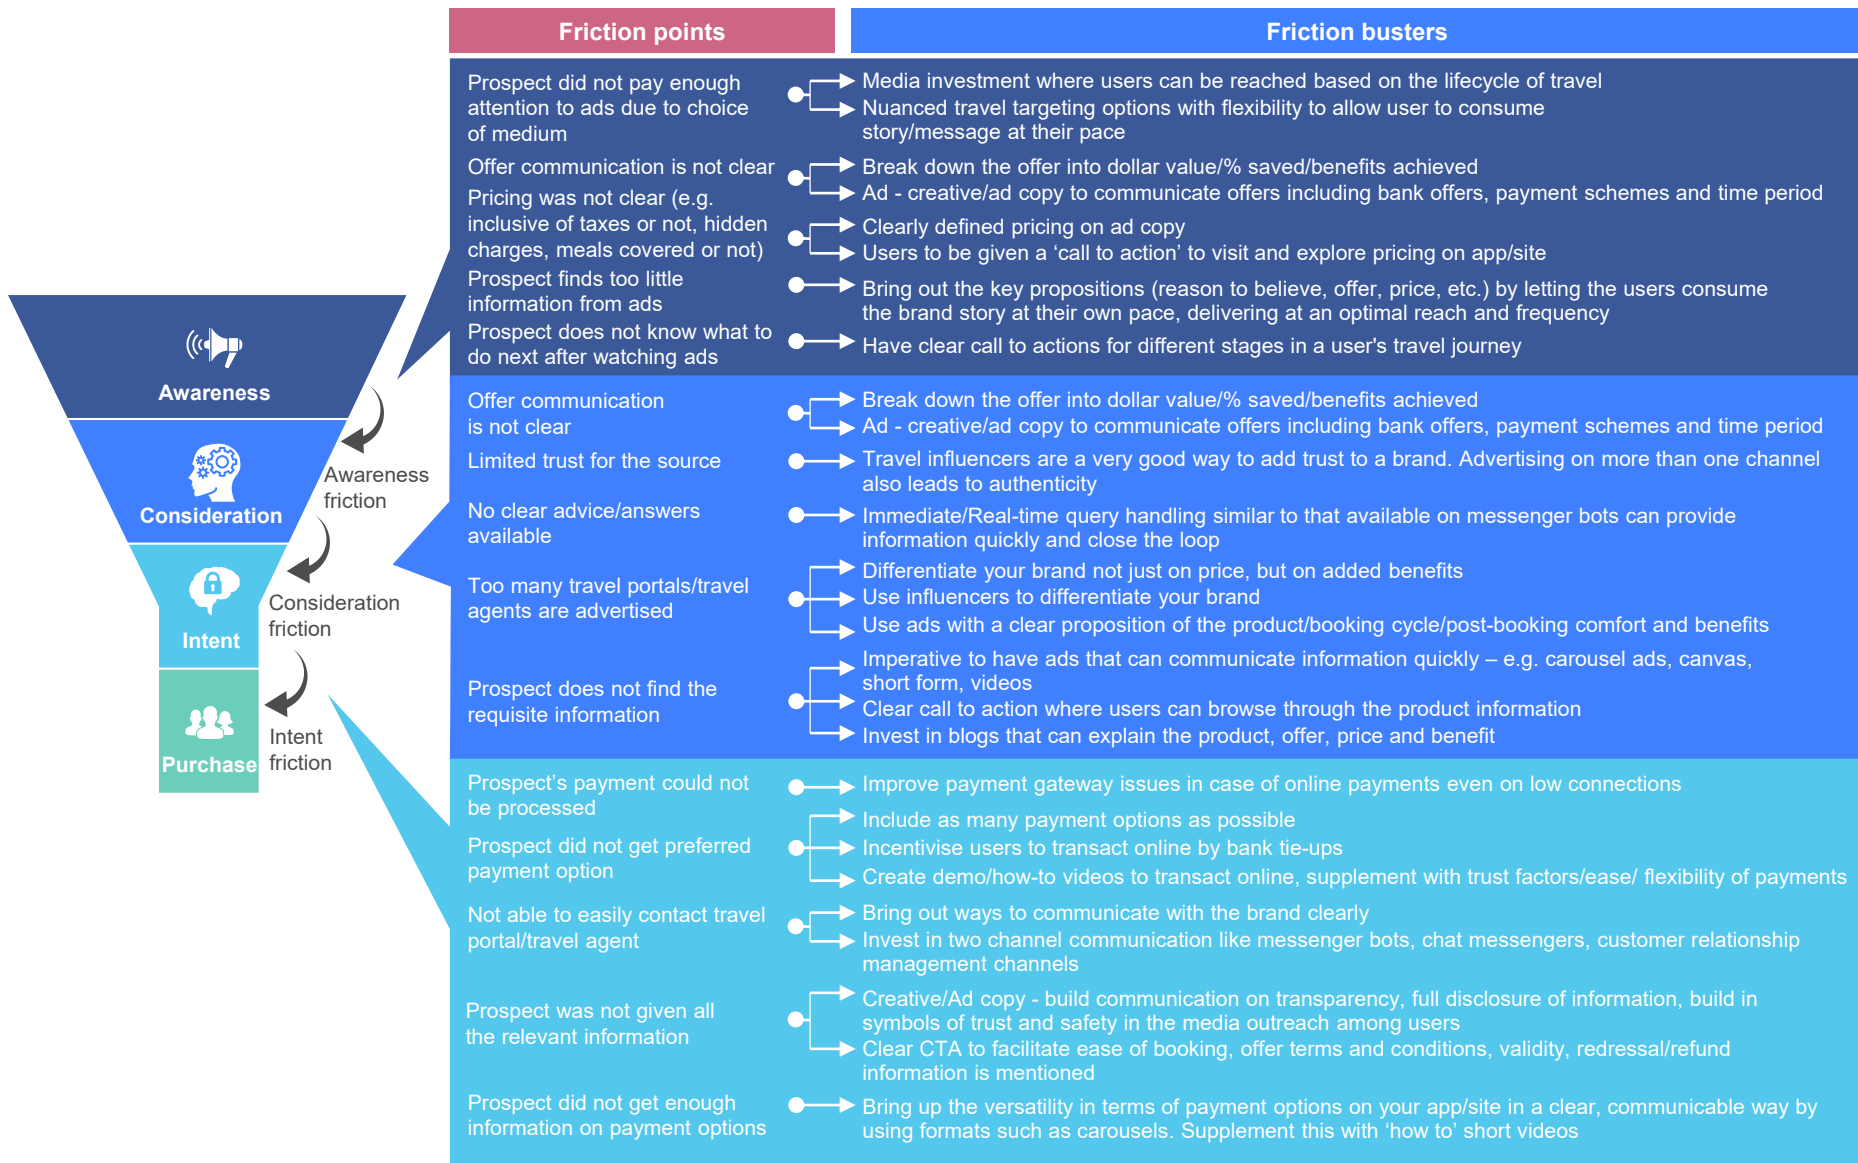 Friction points
Friction busters
Prospect did not pay enough
attention to ads due to choice
of medium
Media investment where users can be reached based on the lifecycle of travel
Nuanced travel targeting options with flexibility to allow user to consume
story/message at their pace
Offer communication is not clear
Break down the offer into dollar value/% saved/benefits achieved
Ad - creative/ad copy to communicate offers including bank offers, payment schemes and time period
Pricing was not clear (e.g.
inclusive of taxes or not, hidden
charges, meals covered or not)
Clearly defined pricing on ad copy
Users to be given a ‘call to action’ to visit and explore pricing on app/site
Prospect finds too little
information from ads
Bring out the key propositions (reason to believe, offer, price, etc.) by letting the users consume
the brand story at their own pace, delivering at an optimal reach and frequency
Prospect does not know what to
do next after watching ads
Have clear call to actions for different stages in a user's travel journey
Awareness
Awareness
friction
Consideration
Consideration
friction
Intent
Intent
friction
Purchase
Offer communication
is not clear
Break down the offer into dollar value/% saved/benefits achieved
Ad - creative/ad copy to communicate offers including bank offers, payment schemes and time period
Limited trust for the source
Travel influencers are a very good way to add trust to a brand. Advertising on more than one channel
also leads to authenticity
No clear advice/answers
available
Immediate/Real-time query handling similar to that available on messenger bots can provide
information quickly and close the loop
Too many travel portals/travel
agents are advertised
Differentiate your brand not just on price, but on added benefits
Use influencers to differentiate your brand
Use ads with a clear proposition of the product/booking cycle/post-booking comfort and benefits
Prospect does not find the
requisite information
Imperative to have ads that can communicate information quickly – e.g. carousel ads, canvas,
short form, videos
Clear call to action where users can browse through the product information
Invest in blogs that can explain the product, offer, price and benefit
Prospect’s payment could not
be processed
Improve payment gateway issues in case of online payments even on low connections
Prospect did not get preferred
payment option
Include as many payment options as possible
Incentivise users to transact online by bank tie-ups
Create demo/how-to videos to transact online, supplement with trust factors/ease/ flexibility of payments
Not able to easily contact travel
portal/travel agent
Bring out ways to communicate with the brand clearly
Invest in two channel communication like messenger bots, chat messengers, customer relationship
management channels
Prospect was not given all
the relevant information
Creative/Ad copy - build communication on transparency, full disclosure of information, build in
symbols of trust and safety in the media outreach among users
Clear CTA to facilitate ease of booking, offer terms and conditions, validity, redressal/refund
information is mentioned
Prospect did not get enough
information on payment options
Bring up the versatility in terms of payment options on your app/site in a clear, communicable way by
using formats such as carousels. Supplement this with ‘how to’ short videos